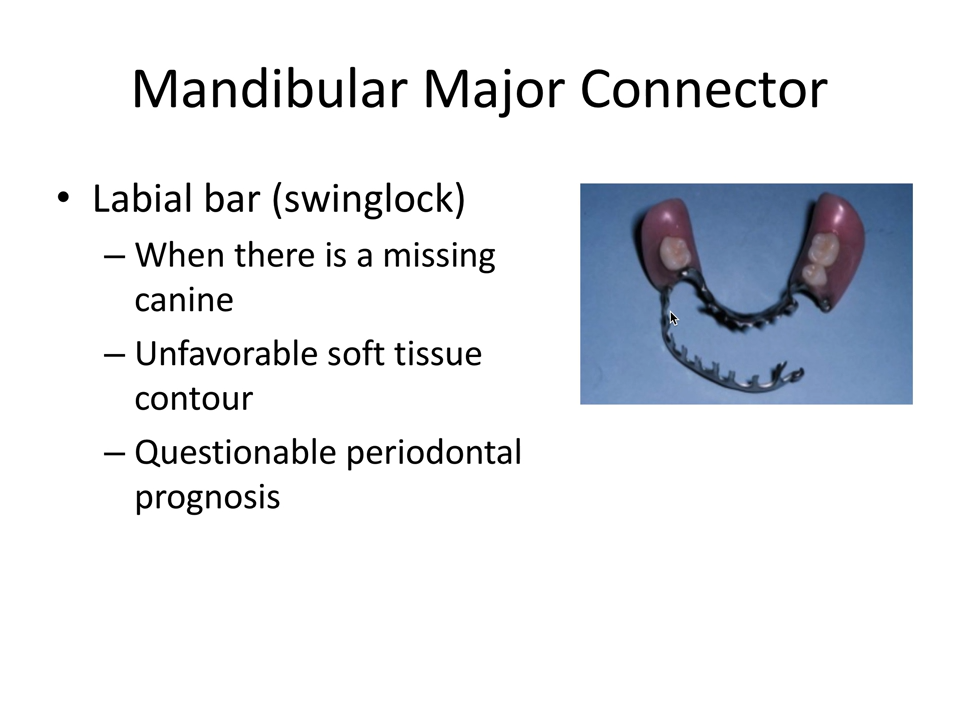 Mandibular Major Connector
• Labial bar (swinglock)
– When there is a missing
canine
– Unfavorable soft tissue
contour
– Questionable periodontal
prognosis